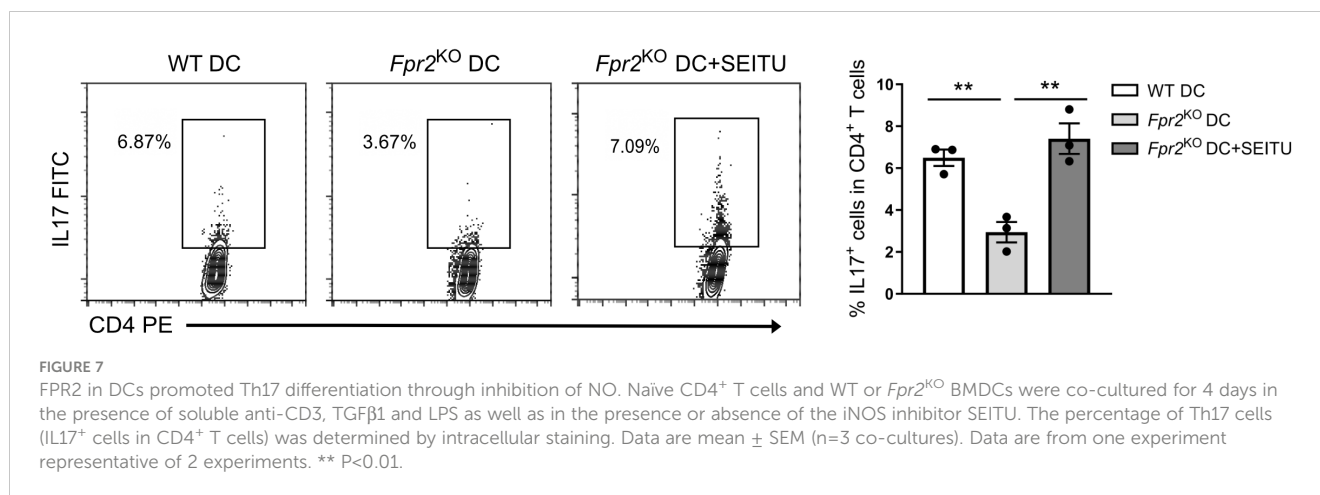 WT DC
Fpr2KO DC
Fpr2KO DC+SEITU
6.87%
3.67%
7.09%
IL17 FITC
CD4 PE
% IL17+ cells in CD4+ T cells
10
8
6
4
2
0
**
**
WT DC
Fpr2KO DC
Fpr2KO DC+SEITU
FIGURE 7
FPR2 in DCs promoted Th17 differentiation through inhibition of NO. Naïve CD4+ T cells and WT or Fpr2KO BMDCs were co-cultured for 4 days in
the presence of soluble anti-CD3, TGFβ1 and LPS as well as in the presence or absence of the iNOS inhibitor SEITU. The percentage of Th17 cells
(IL17+ cells in CD4+ T cells) was determined by intracellular staining. Data are mean ± SEM (n=3 co-cultures). Data are from one experiment
representative of 2 experiments. ** P<0.01.